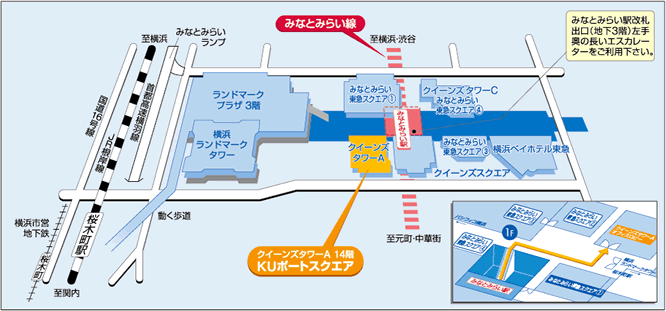 みなとみらい線
至横浜・渋谷
みなとみらい駅改札
出口(地下3階)左手
奥の長いエスカレー
ターをご利用下さい。
至横浜
みなとみらい
ランプ
国道16号線
JR根岸線
首都高速横羽線
ランドマーク
プラザ 3階
横浜
ランドマーク
タワー
みなとみらい
東急スクエア①
クイーンズタワーC
みなとみらい
東急スクエア④
みなとみらい駅
クイーンズ
タワーA
みなとみらい
東急スクエア③
横浜ベイホテル東急
クイーンズスクエア
動く歩道
桜木町駅
横浜市営
地下鉄
桜木町
至関内
クイーンズタワーA 14階
KUポートスクエア
至元町・中華街
1F
みなとみらい駅